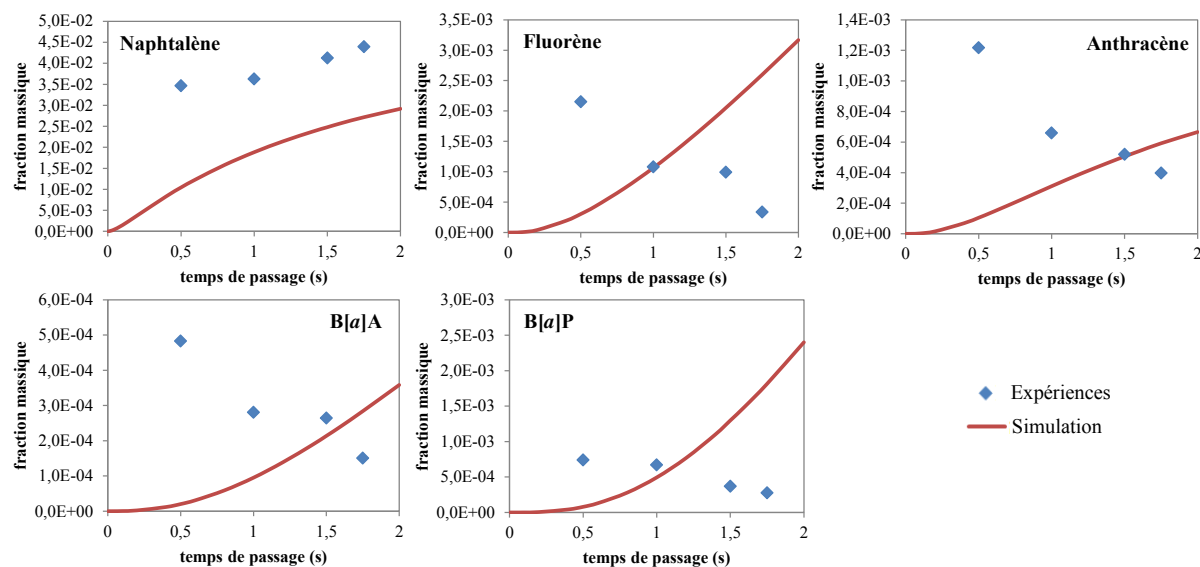 Naphtalène
fraction massique
5,0E-02
4,5E-02
4,0E-02
3,5E-02
3,0E-02
2,5E-02
2,0E-02
1,5E-02
1,0E-02
5,0E-03
0,0E+00
0 0,5 1 1,5 2
temps de passage (s)
Fluorène
fraction massique
3,5E-03
3,0E-03
2,5E-03
2,0E-03
1,5E-03
1,0E-03
5,0E-04
0,0E+00
0 0,5 1 1,5 2
temps de passage (s)
Anthracène
fraction massique
1,4E-03
1,2E-03
1,0E-03
8,0E-04
6,0E-04
4,0E-04
2,0E-04
0,0E+00
0 0,5 1 1,5 2
temps de passage (s)
B[a]A
fraction massique
6,0E-04
5,0E-04
4,0E-04
3,0E-04
2,0E-04
1,0E-04
0,0E+00
0 0,5 1 1,5 2
temps de passage (s)
B[a]P
fraction massique
3,0E-03
2,5E-03
2,0E-03
1,5E-03
1,0E-03
5,0E-04
0,0E+00
0 0,5 1 1,5 2
temps de passage (s)
Expériences
Simulation